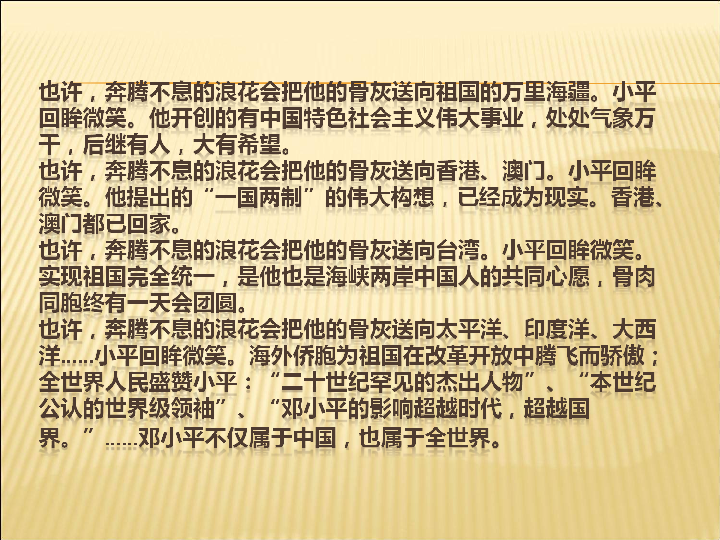 也许，奔腾不息的浪花会把他的骨灰送向祖国的万里海疆。小平
回眸微笑。他开创的有中国特色社会主义伟大事业，处处气象万
千，后继有人，大有希望。
也许，奔腾不息的浪花会把他的骨灰送向香港、澳门。小平回眸
微笑。他提出的“一国两制”的伟大构想，已经成为现实。香港、
澳门都已回家。
也许，奔腾不息的浪花会把他的骨灰送向台湾。小平回眸微笑。
实现祖国完全统一，是他也是海峡两岸中国人的共同心愿，骨肉
同胞终有一天会团圆。
也许，奔腾不息的浪花会把他的骨灰送向太平洋、印度洋、大西
洋……小平回眸微笑。海外侨胞为祖国在改革开放中腾飞而骄傲；
全世界人民盛赞小平：“二十世纪罕见的杰出人物”、“本世纪
公认的世界级领袖”、“邓小平的影响超越时代，超越国
界。”……邓小平不仅属于中国，也属于全世界。